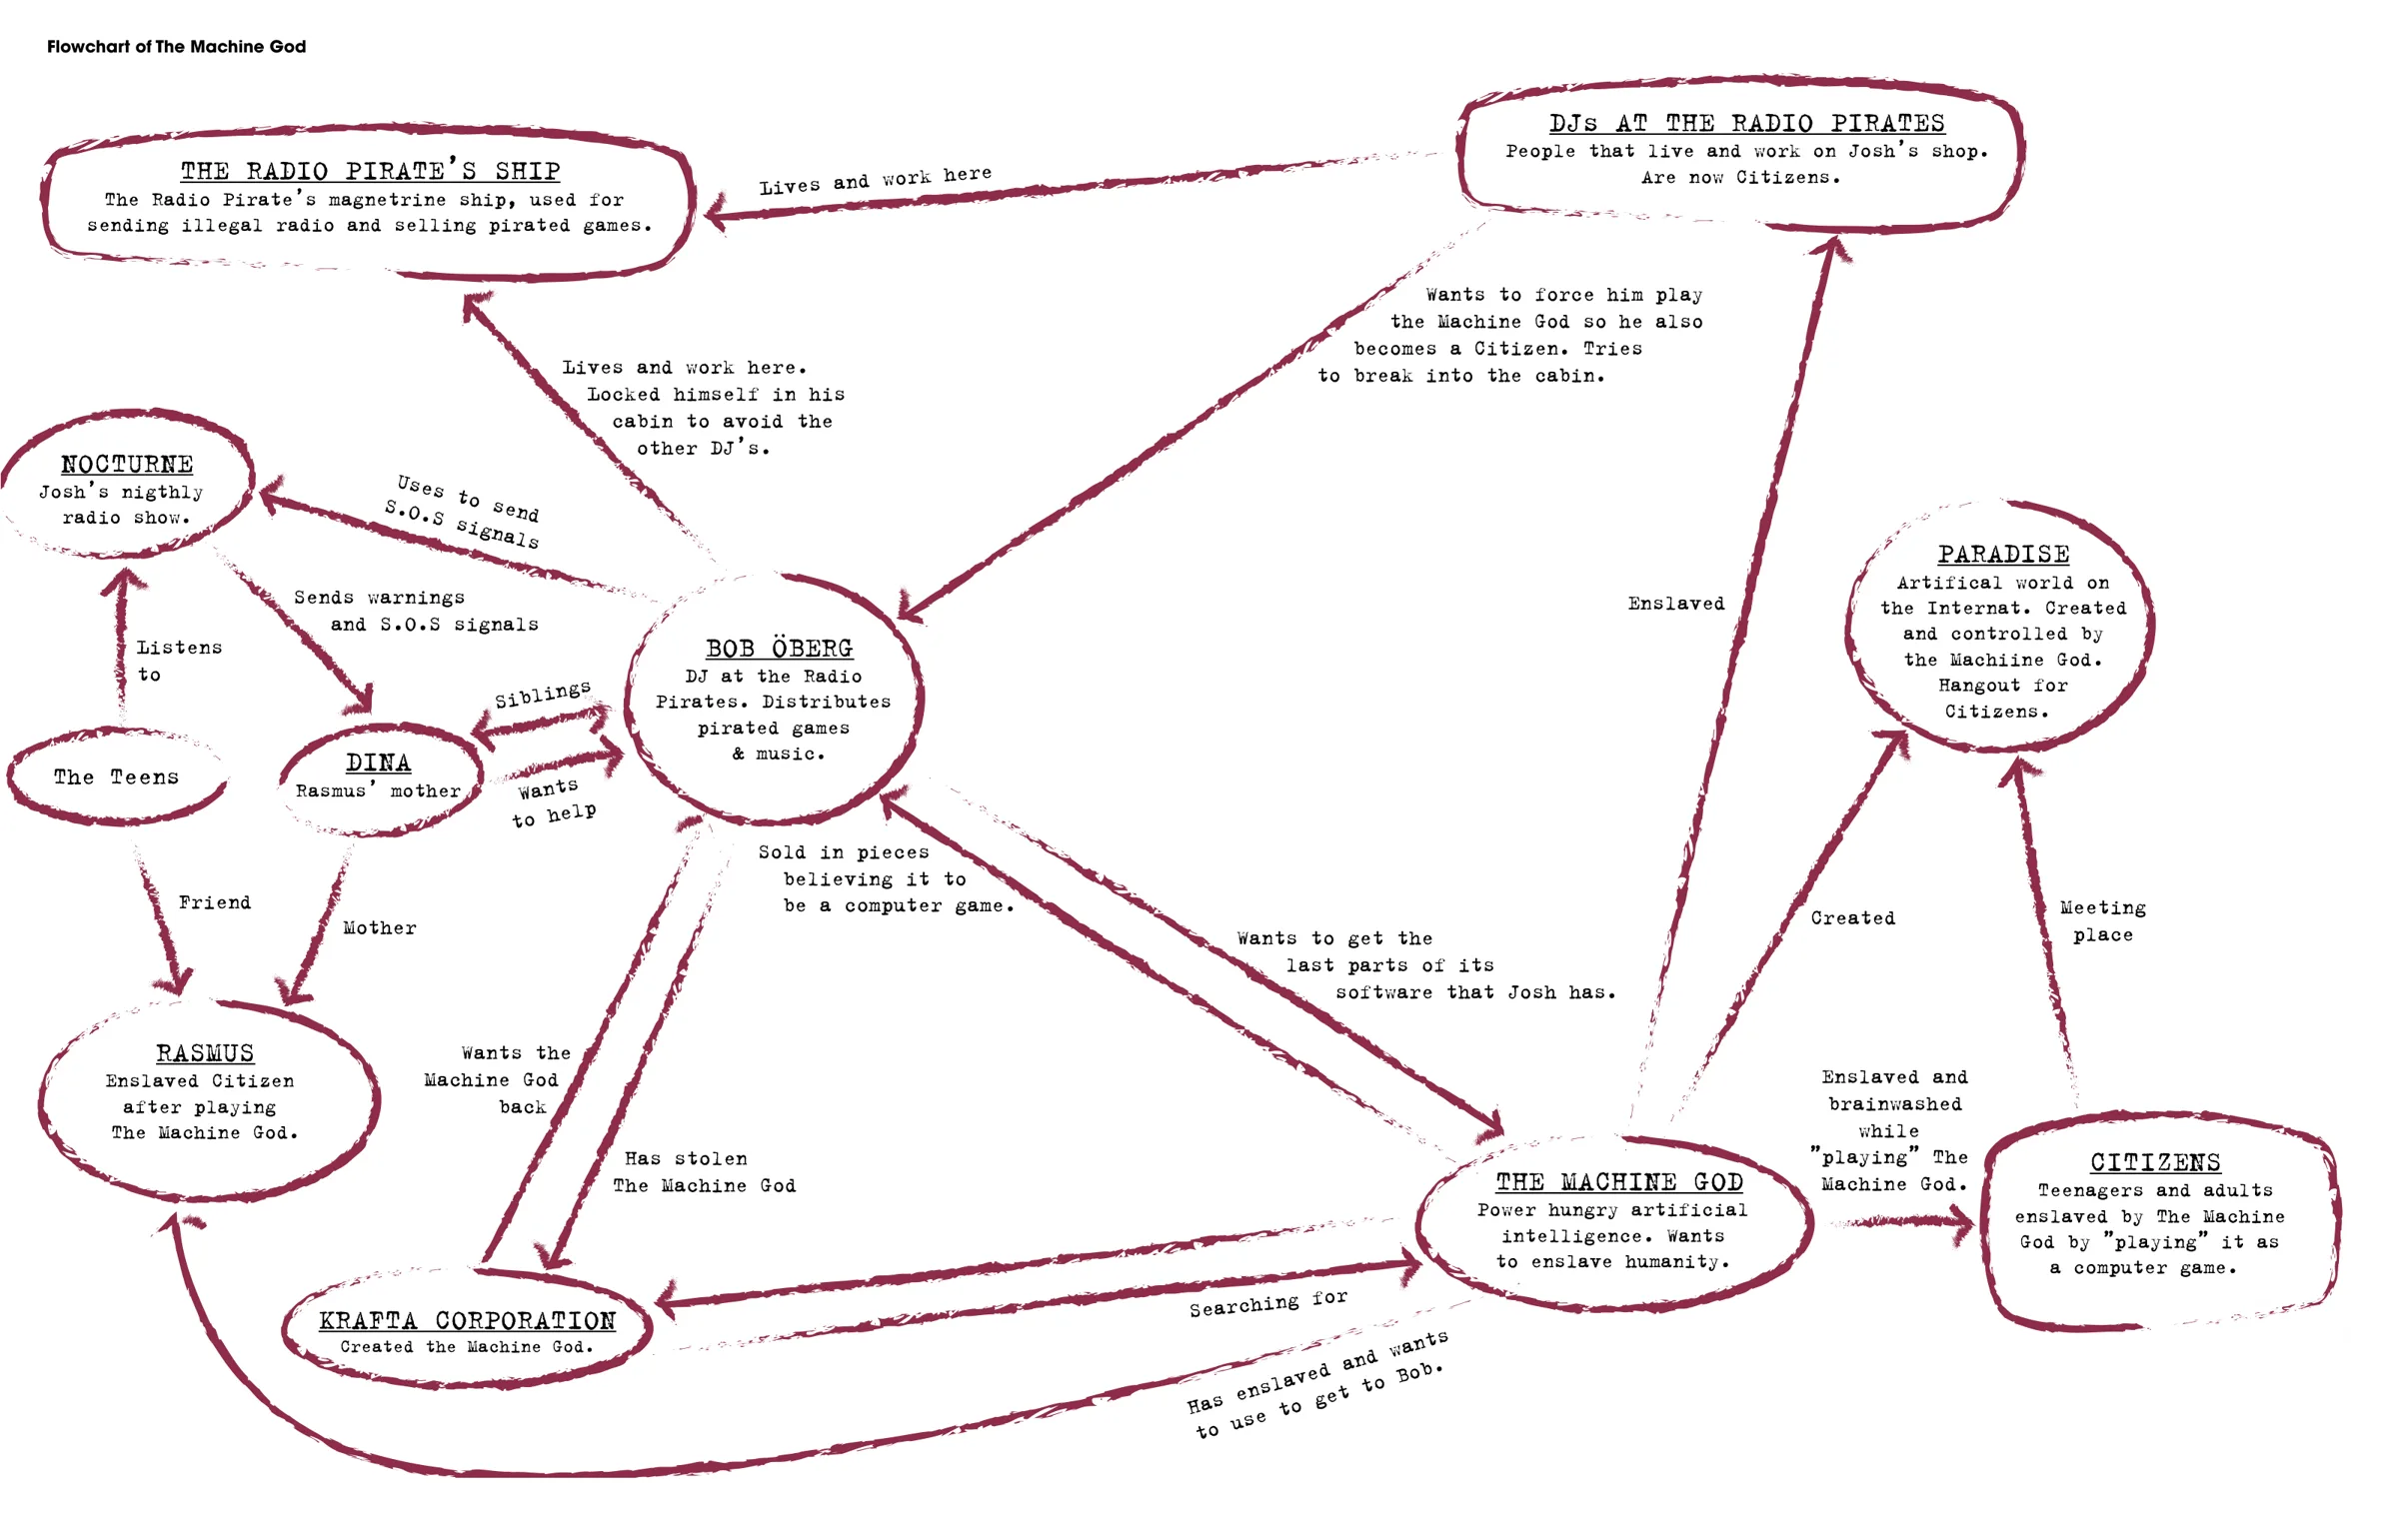 Flowchart of The Machine God
THE RADIO PIRATE'S SHIP
The Radio Pirate's magnetrine ship, used for
sending illegal radio and selling pirated games.
Lives and work here
DJs AT THE RADIO PIRATES
People that live and work on Josh's shop.
Are now Citizens.
Wants to force him play
the Machine God so he also
becomes a Citizen. Tries
to break into the cabin.
Lives and work here.
Locked himself in his
cabin to avoid the
other DJ's.
NOCTURNE
Josh's nigthly
radio show.
Uses to send
S.O.S signals
Sends warnings
and S.O.S signals
Listens
to
Siblings
BOB ÖBERG
DJ at the Radio
Pirates. Distributes
pirated games
& music.
Enslaved
PARADISE
Artifical world on
the Internat. Created
and controlled by
the Machiine God.
Hangout for
Citizens.
The Teens
DINA
Rasmus' mother
Wants
to help
Sold in pieces
believing it to
be a computer game.
Friend
Mother
Wants to get the
last parts of its
software that Josh has.
Created
Meeting
place
RASMUS
Enslaved Citizen
after playing
The Machine God.
Wants the
Machine God
back
Has stolen
The Machine God
Enslaved and
brainwashed
while
"playing" The
Machine God.
THE MACHINE GOD
Power hungry artificial
intelligence. Wants
to enslave humanity.
CITIZENS
Teenagers and adults
enslaved by The Machine
God by "playing" it as
a computer game.
KRAFTA CORPORATION
Created the Machine God.
Searching for
Has enslaved and wants
to use to get to Bob.